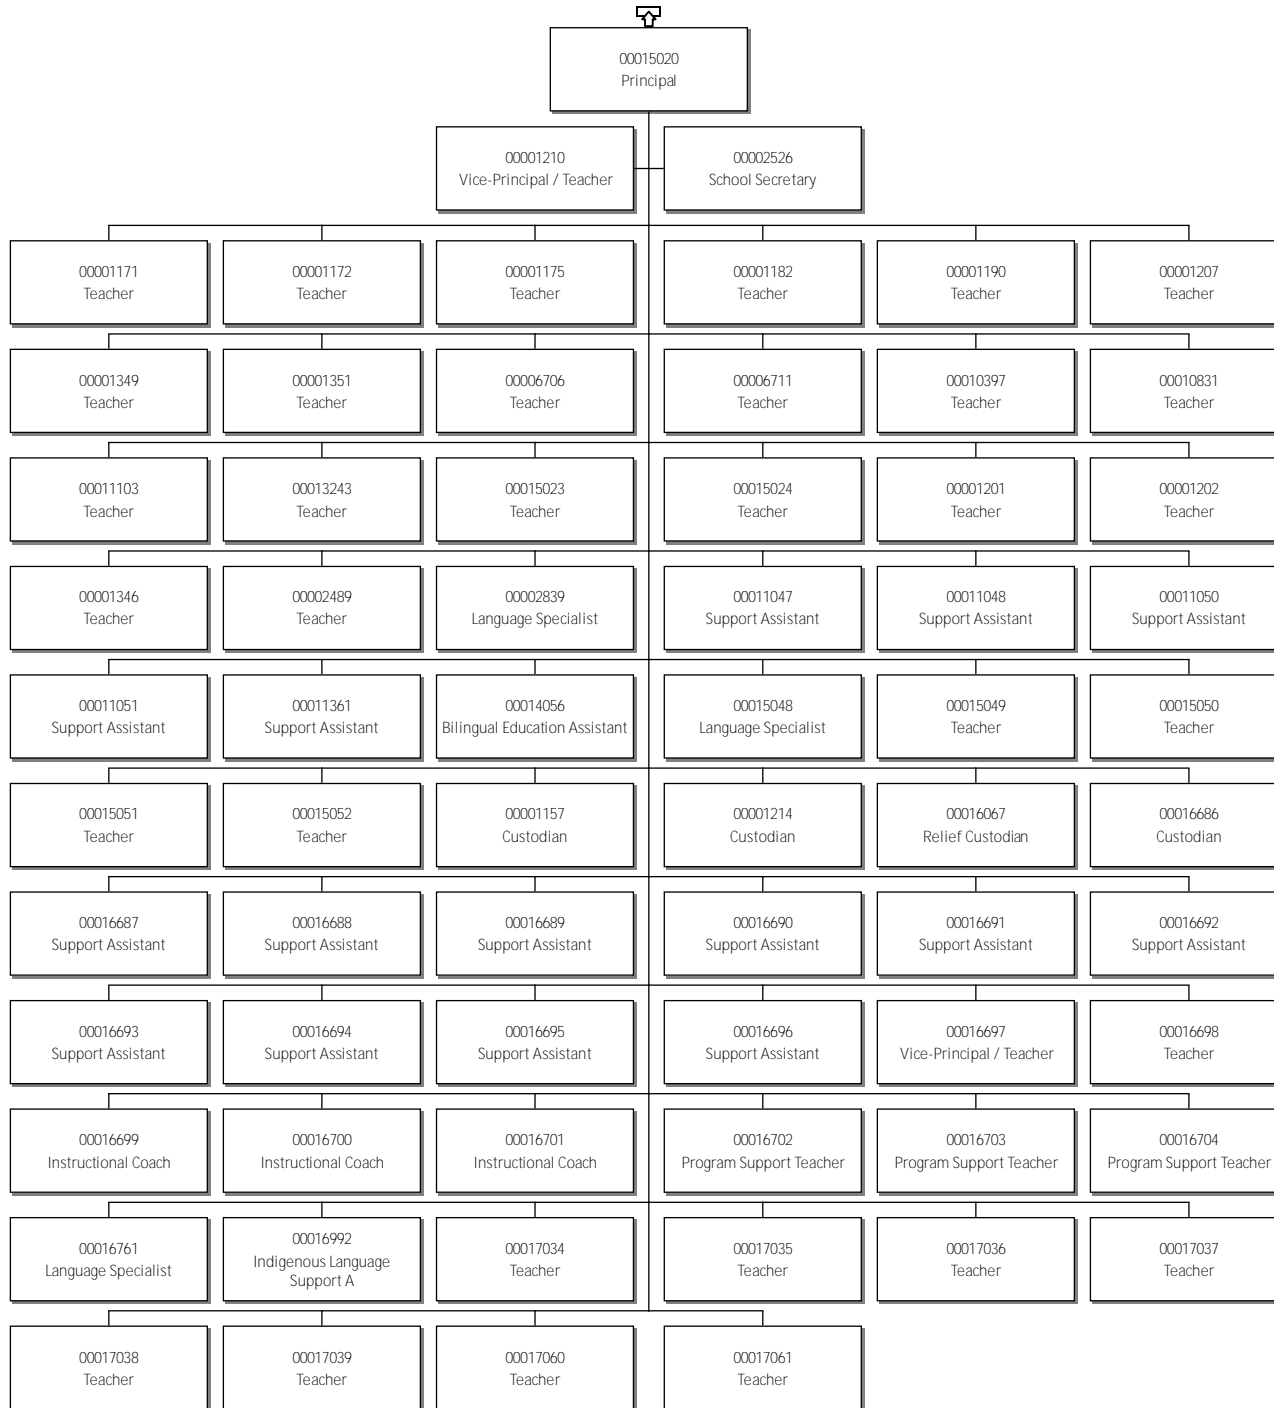 00015020
Principal
00001210
Vice-Principal / Teacher
00002526
School Secretary
00001171
Teacher
00001172
Teacher
00001175
Teacher
00001182
Teacher
00001190
Teacher
00001207
Teacher
00001349
Teacher
00001351
Teacher
00006706
Teacher
00006711
Teacher
00010397
Teacher
00010831
Teacher
00011103
Teacher
00013243
Teacher
00015023
Teacher
00015024
Teacher
00001201
Teacher
00001202
Teacher
00001346
Teacher
00002489
Teacher
00002839
Language Specialist
00011047
Support Assistant
00011048
Support Assistant
00011050
Support Assistant
00011051
Support Assistant
00011361
Support Assistant
00014056
Bilingual Education Assistant
00015048
Language Specialist
00015049
Teacher
00015050
Teacher
00015051
Teacher
00015052
Teacher
00001157
Custodian
00001214
Custodian
00016067
Relief Custodian
00016686
Custodian
00016687
Support Assistant
00016688
Support Assistant
00016689
Support Assistant
00016690
Support Assistant
00016691
Support Assistant
00016692
Support Assistant
00016693
Support Assistant
00016694
Support Assistant
00016695
Support Assistant
00016696
Support Assistant
00016697
Vice-Principal / Teacher
00016698
Teacher
00016699
Instructional Coach
00016700
Instructional Coach
00016701
Instructional Coach
00016702
Program Support Teacher
00016703
Program Support Teacher
00016704
Program Support Teacher
00016761
Language Specialist
00016992
Indigenous Language
Support A
00017034
Teacher
00017035
Teacher
00017036
Teacher
00017037
Teacher
00017038
Teacher
00017039
Teacher
00017060
Teacher
00017061
Teacher